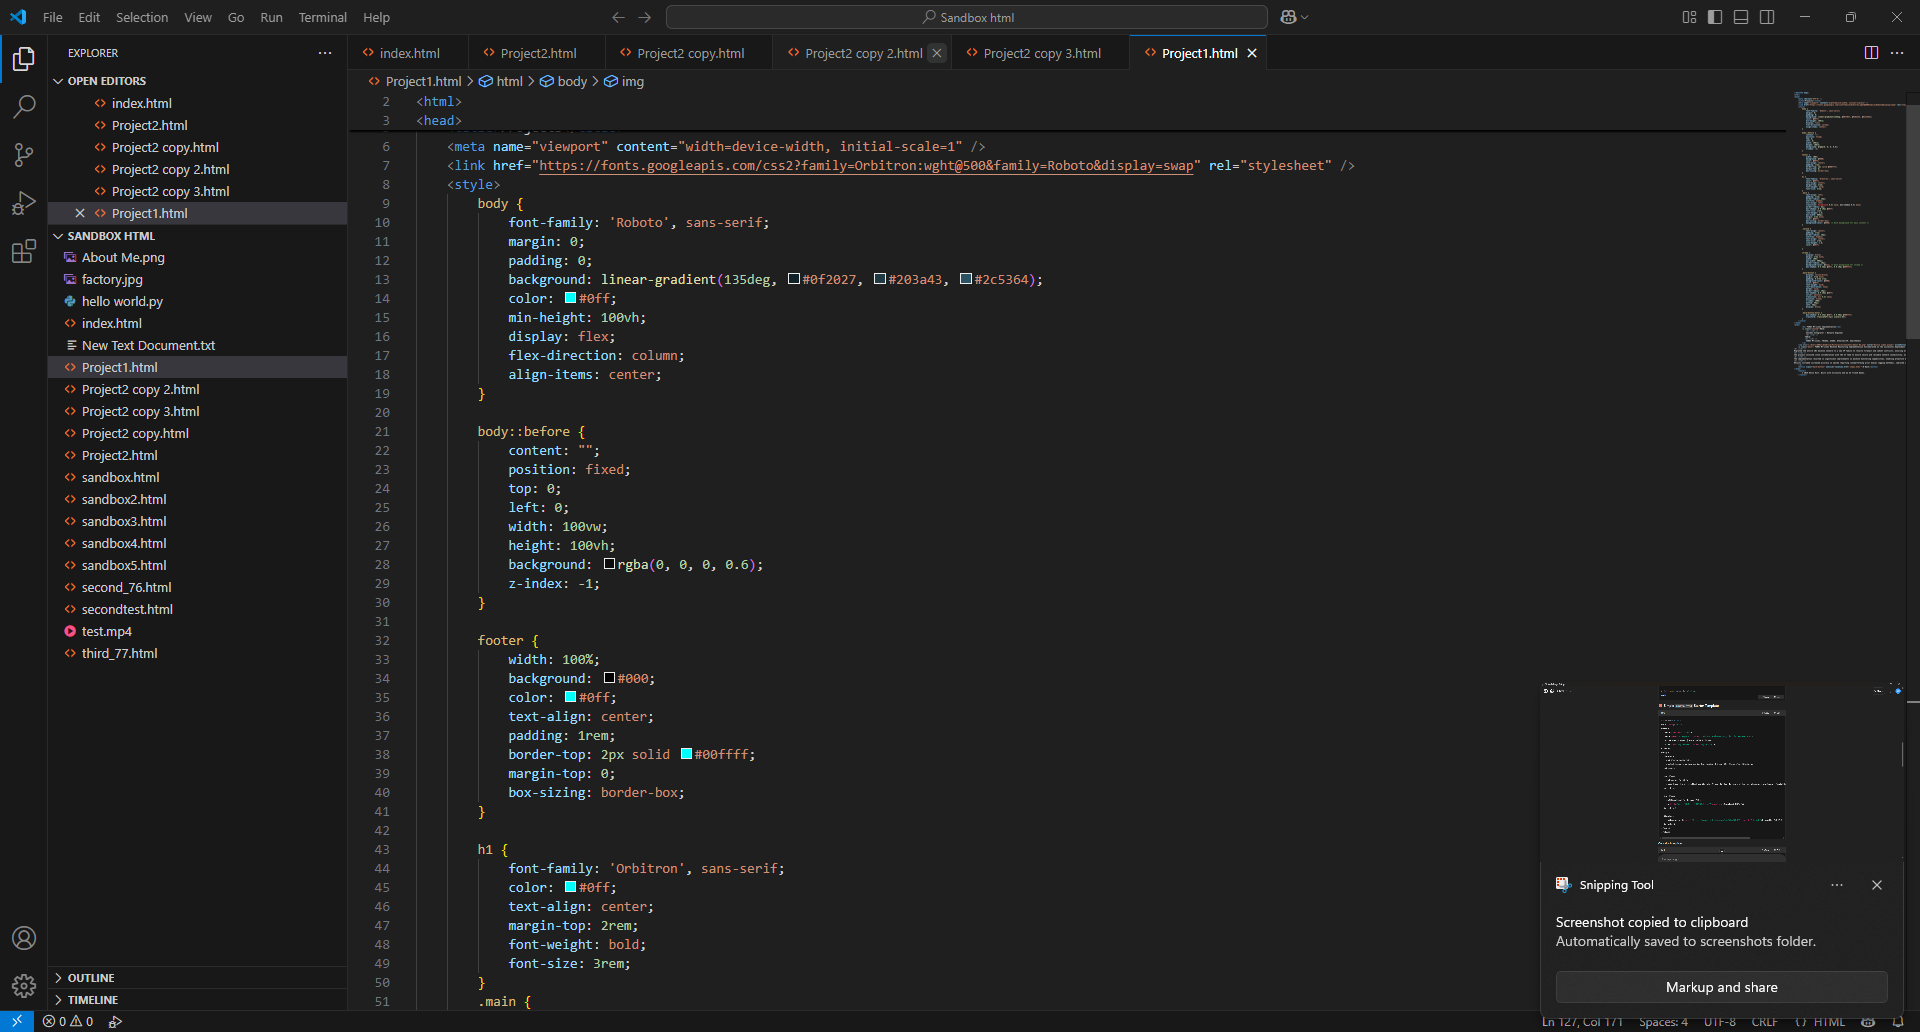 File Edit Selection View Go Run Terminal Help
Sandbox html
EXPLORER
OPEN EDITORS
index.html
Project2.html
Project2 copy.html
Project2 copy 2.html
Project2 copy 3.html
Project1.html
SANDBOX HTML
About Me.png
factory.jpg
hello world.py
index.html
New Text Document.txt
Project1.html
Project2 copy 2.html
Project2 copy 3.html
Project2 copy.html
Project2.html
sandbox.html
sandbox2.html
sandbox3.html
sandbox4.html
sandbox5.html
second_76.html
secondtest.html
test.mp4
third_77.html
OUTLINE
TIMELINE
index.html Project2.html Project2 copy.html Project2 copy 2.html Project2 copy 3.html Project1.html
Project1.html > html > body > img
2 <html>
3 <head>
6 <meta name="viewport" content="width=device-width, initial-scale=1" />
7 <link href="https://fonts.googleapis.com/css2?family=Orbitron:wght@500&family=Roboto&display=swap" rel="stylesheet" />
8 <style>
9 body {
10 font-family: 'Roboto', sans-serif;
11 margin: 0;
12 padding: 0;
13 background: linear-gradient(135deg, #0f2027, #203a43, #2c5364);
14 color: #0ff;
15 min-height: 100vh;
16 display: flex;
17 flex-direction: column;
18 align-items: center;
19 }
20
21 body::before {
22 content: "";
23 position: fixed;
24 top: 0;
25 left: 0;
26 width: 100vw;
27 height: 100vh;
28 background: rgba(0, 0, 0, 0.6);
29 z-index: -1;
30 }
31
32 footer {
33 width: 100%;
34 background: #000;
35 color: #0ff;
36 text-align: center;
37 padding: 1rem;
38 border-top: 2px solid #00ffff;
39 margin-top: 0;
40 box-sizing: border-box;
41 }
42
43 h1 {
44 font-family: 'Orbitron', sans-serif;
45 color: #0ff;
46 text-align: center;
47 margin-top: 2rem;
48 font-weight: bold;
49 font-size: 3rem;
50 }
51 .main {
Snipping Tool
Screenshot copied to clipboard
Automatically saved to screenshots folder.
Markup and share
0 0
Ln 127, Col 171 Spaces: 4 UTF-8 CRLF {} HTML